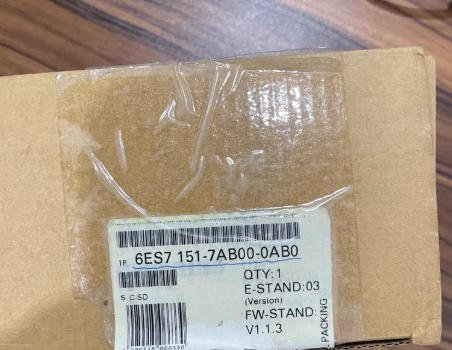 1P 6ES7 151-7AB00-0AB0
QTY:1
E-STAND:03
(Version)
FW-STAND:
V1.1.3
S C-SD
PACKING